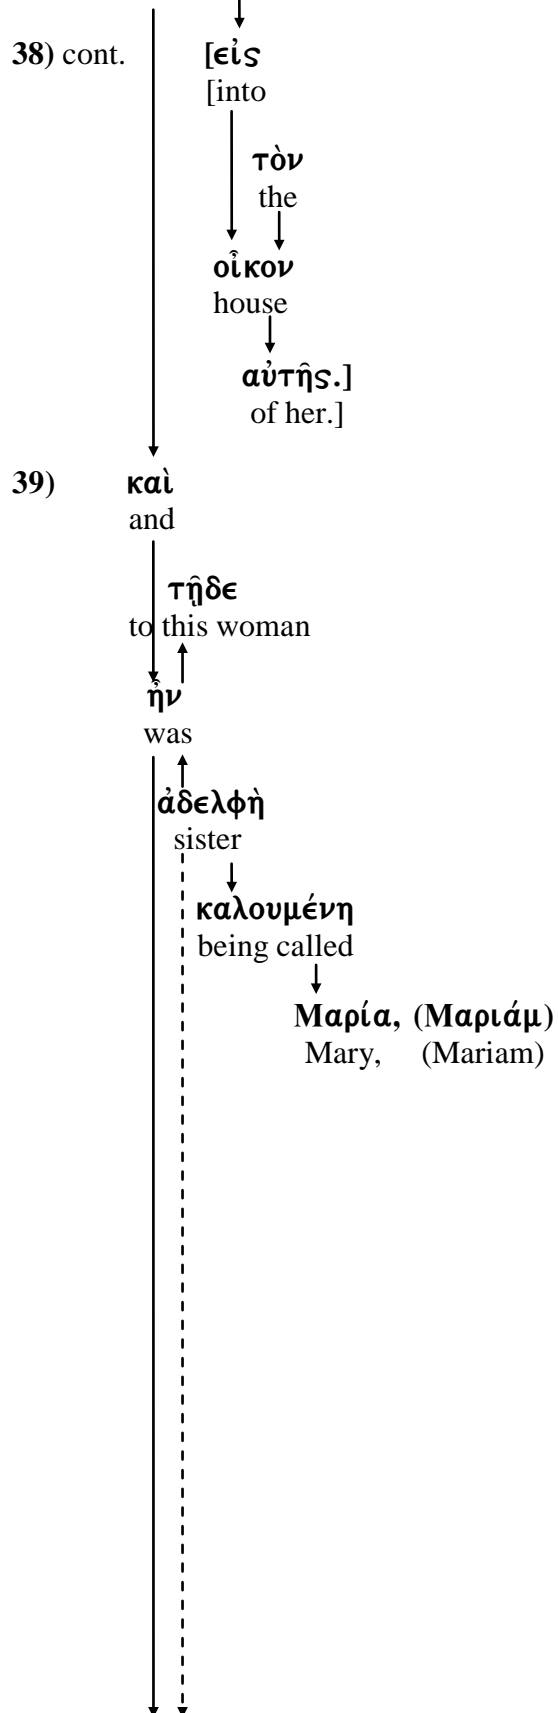 38) cont. [εἰς
[into
τὸν
the
οἶκον
house
αὐτῆς.]
of her.]
39) καὶ
and
τῇδε
to this woman
ἦν
was
ἀδελφὴ
sister
καλουμένη
being called
Μαρία, (Μαριάμ)
Mary, (Mariam)